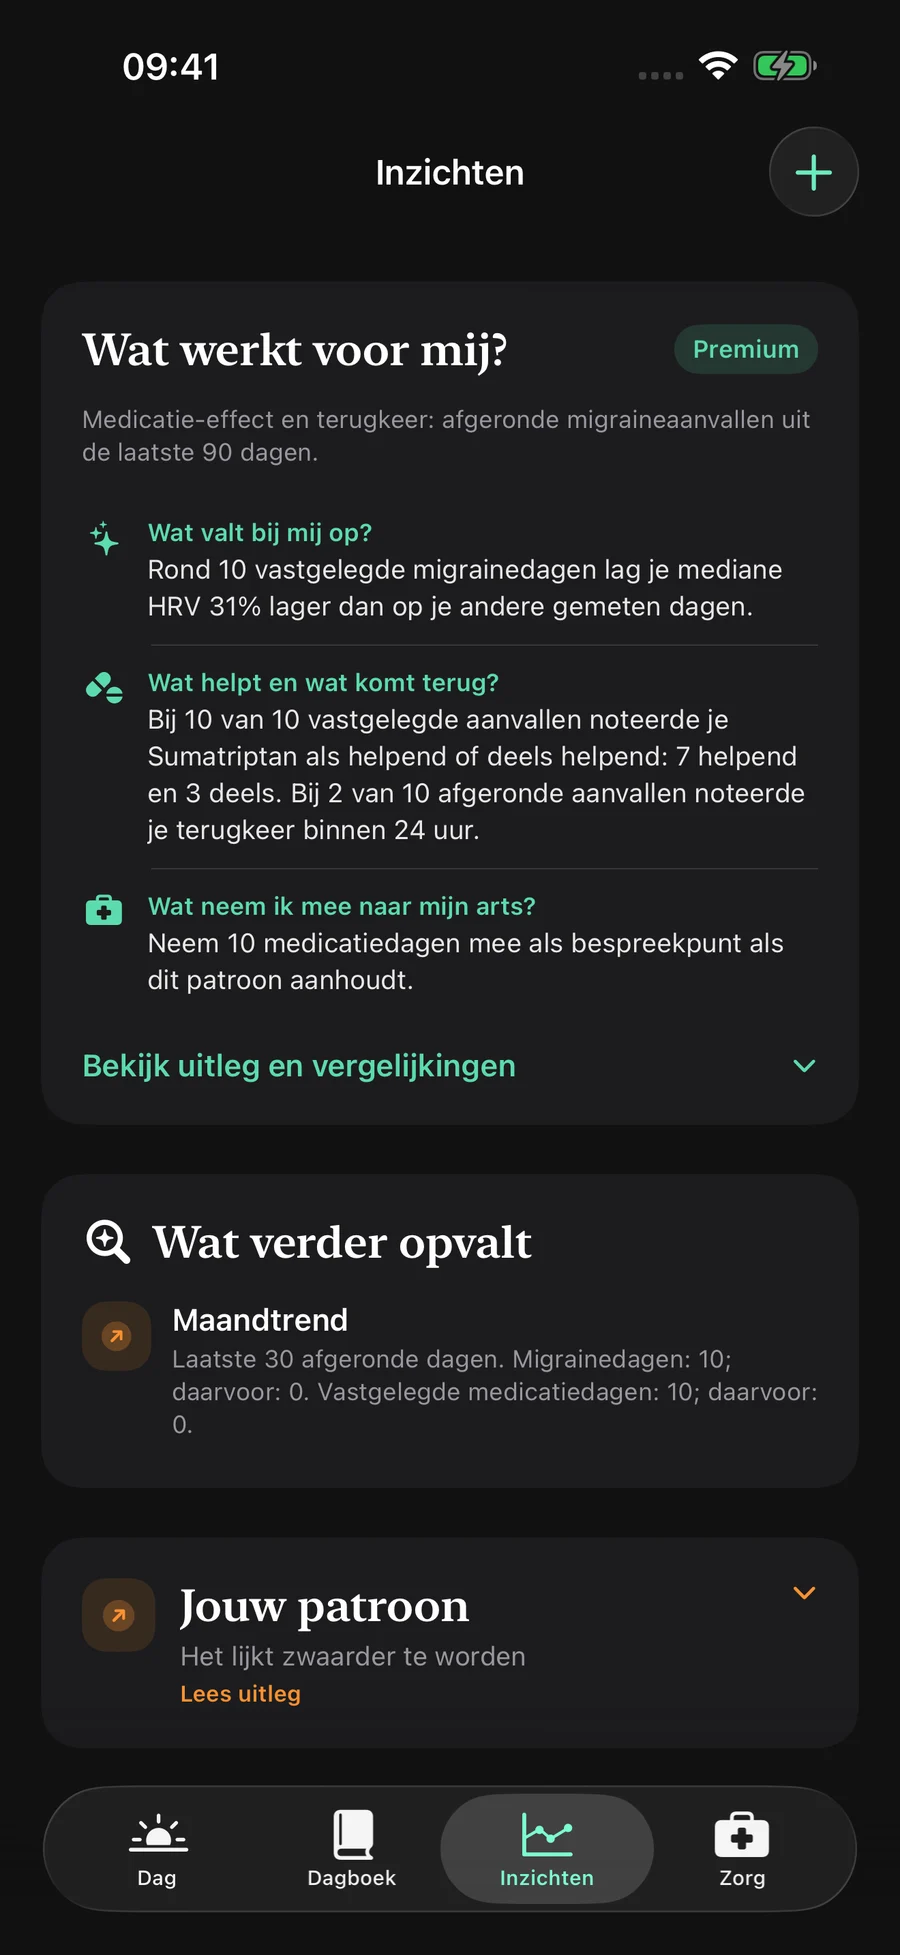 09:41
Inzichten
Wat werkt voor mij?
Premium
Medicatie-effect en terugkeer: afgeronde migraineaanvallen uit
de laatste 90 dagen.
Wat valt bij mij op?
Rond 10 vastgelegde migrainedagen lag je mediane
HRV 31% lager dan op je andere gemeten dagen.
Wat helpt en wat komt terug?
Bij 10 van 10 vastgelegde aanvallen noteerde je
Sumatriptan als helpend of deels helpend: 7 helpend
en 3 deels. Bij 2 van 10 afgeronde aanvallen noteerde
je terugkeer binnen 24 uur.
Wat neem ik mee naar mijn arts?
Neem 10 medicatiedagen mee als bespreekpunt als
dit patroon aanhoudt.
Bekijk uitleg en vergelijkingen
Wat verder opvalt
Maandtrend
Laatste 30 afgeronde dagen. Migrainedagen: 10;
daarvoor: 0. Vastgelegde medicatiedagen: 10; daarvoor:
0.
Jouw patroon
Het lijkt zwaarder te worden
Lees uitleg
Dag
Dagboek
Inzichten
Zorg